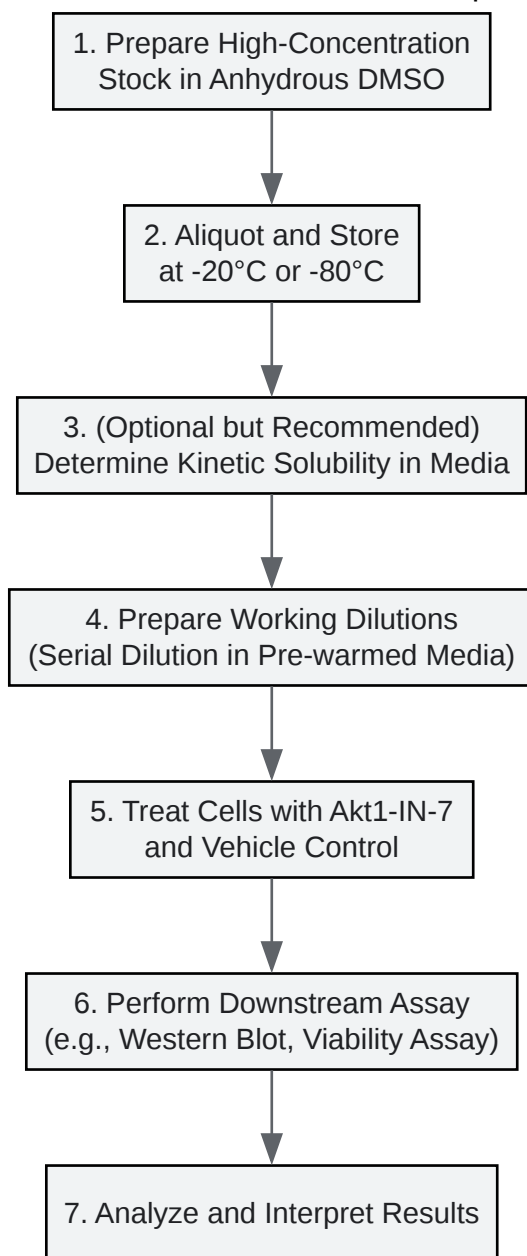 1. Prepare High-Concentration
Stock in Anhydrous DMSO
2. Aliquot and Store
at -20°C or -80°C
3. (Optional but Recommended)
Determine Kinetic Solubility in Media
4. Prepare Working Dilutions
(Serial Dilution in Pre-warmed Media)
5. Treat Cells with Akt1-IN-7
and Vehicle Control
6. Perform Downstream Assay
(e.g., Western Blot, Viability Assay)
7. Analyze and Interpret Results